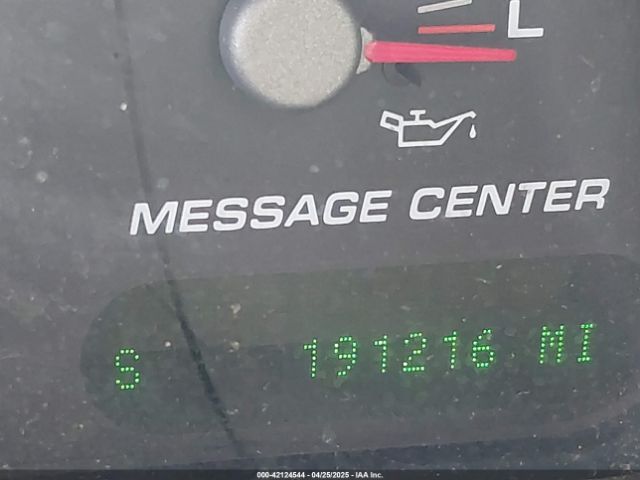 L
MESSAGE CENTER
S 191216 MI
000-42124544 - 04/25/2025 - IAA Inc.